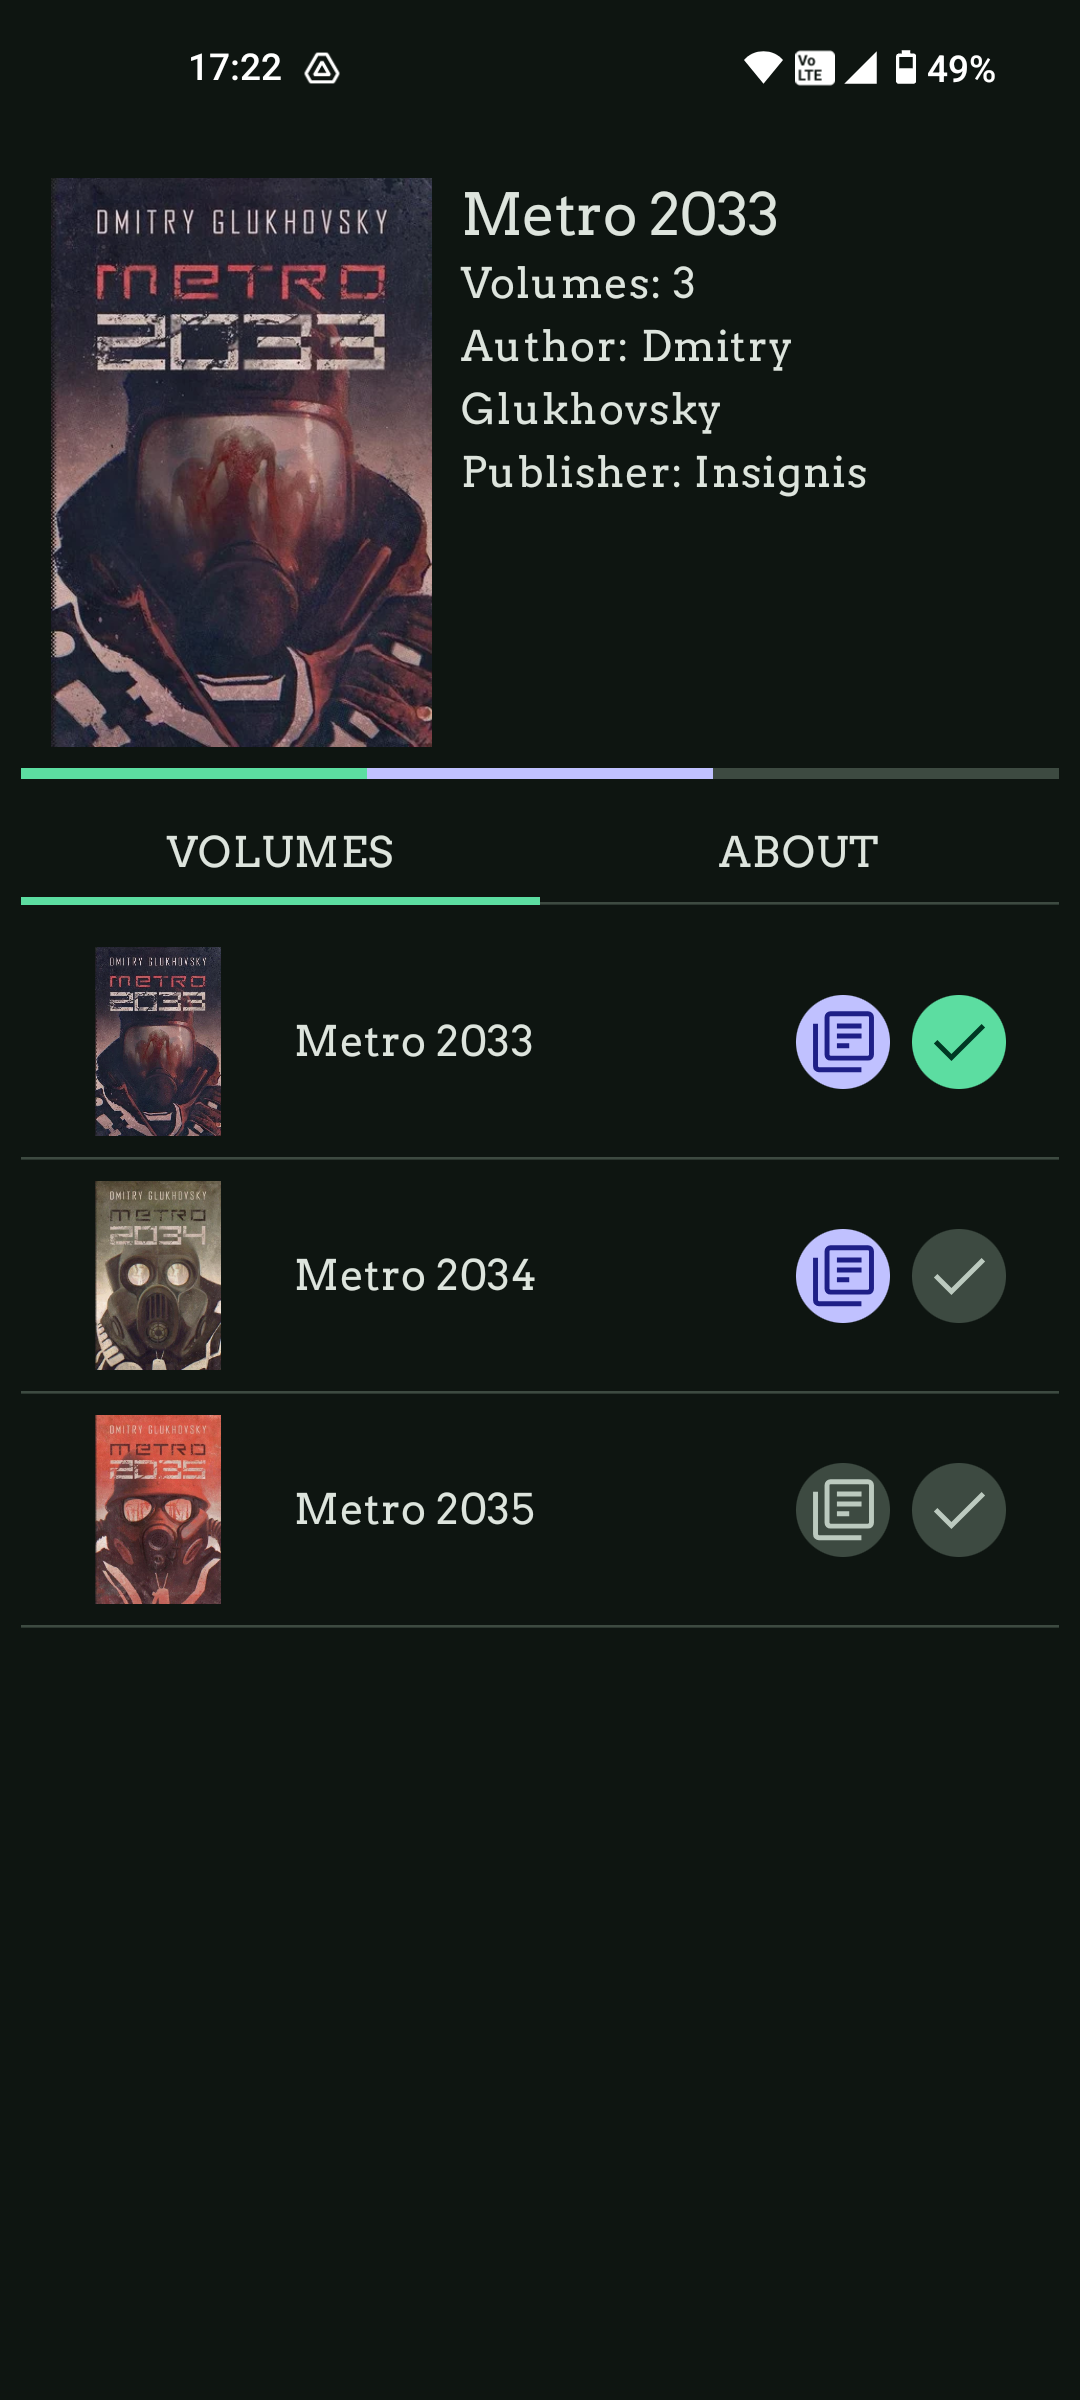 17:22
Vo
LTE
49%
DMITRY GLUKHOVSKY
METRO
2033
Metro 2033
Volumes: 3
Author: Dmitry
Glukhovsky
Publisher: Insignis
VOLUMES
ABOUT
DMITRY GLUKHOVSKY
METRO
2033
Metro 2033
DMITRY GLUKHOVSKY
METRO
2034
Metro 2034
DMITRY GLUKHOVSKY
METRO
2035
Metro 2035